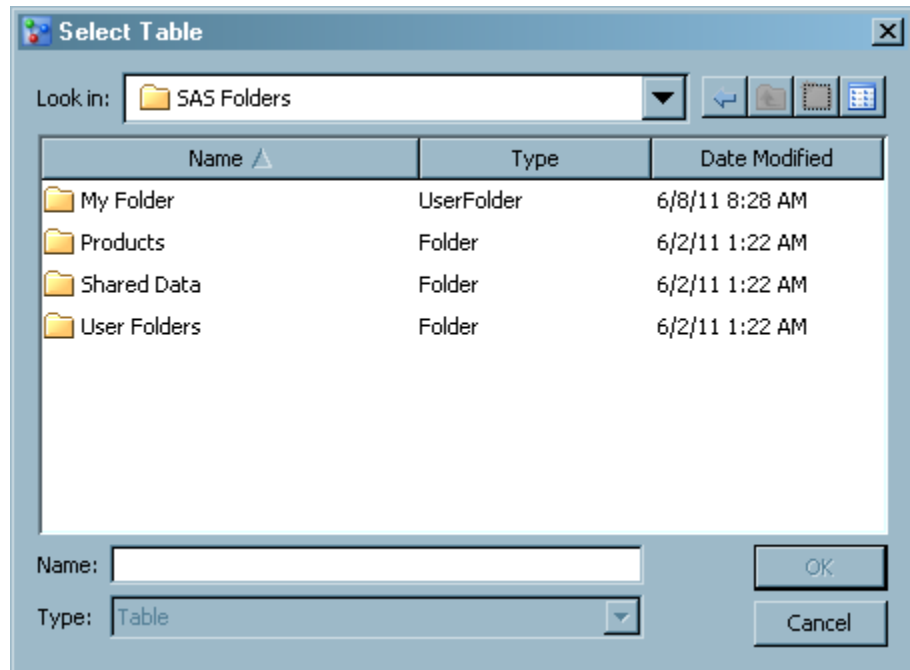 Select Table
Look in: SAS Folders
Name Type Date Modified
My Folder UserFolder 6/8/11 8:28 AM
Products Folder 6/2/11 1:22 AM
Shared Data Folder 6/2/11 1:22 AM
User Folders Folder 6/2/11 1:22 AM
Name: OK
Type: Table Cancel